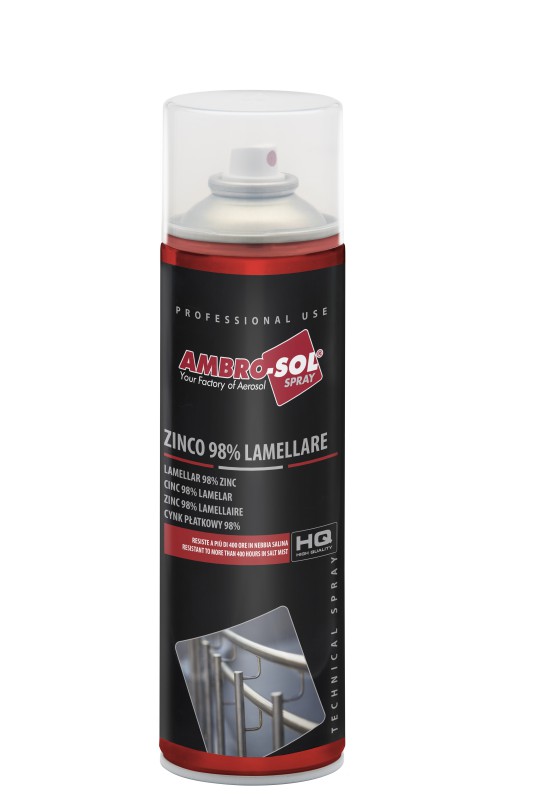 PROFESSIONAL USE
AMBRO-SOL®
SPRAY
Your Factory of Aerosol
ZINCO 98% LAMELLARE
LAMELLAR 98% ZINC
CINC 98% LAMELAR
ZINC 98% LAMELLAIRE
CYNK PŁATKOWY 98%
RESISTE A PIÙ DI 400 ORE IN NEBBIA SALINA
RESISTANT TO MORE THAN 400 HOURS IN SALT MIST
HQ
HIGH QUALITY
TECHNICAL SPRAY